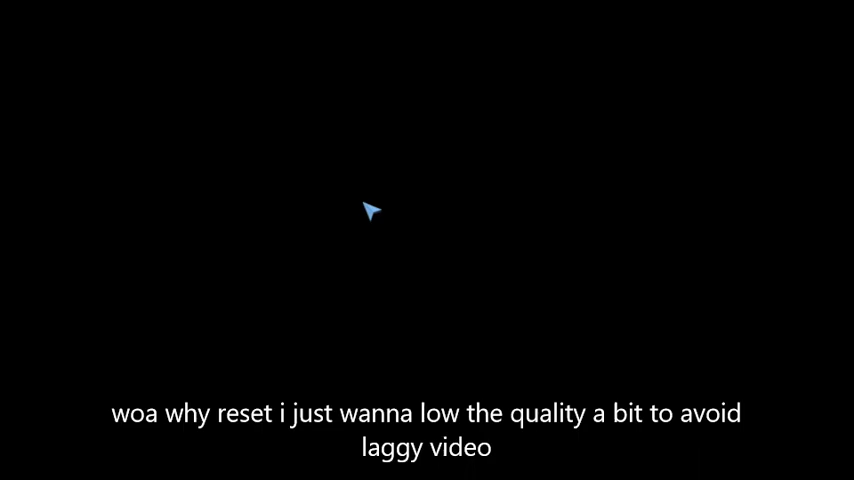 woa why reset i just wanna low the quality a bit to avoid
laggy video